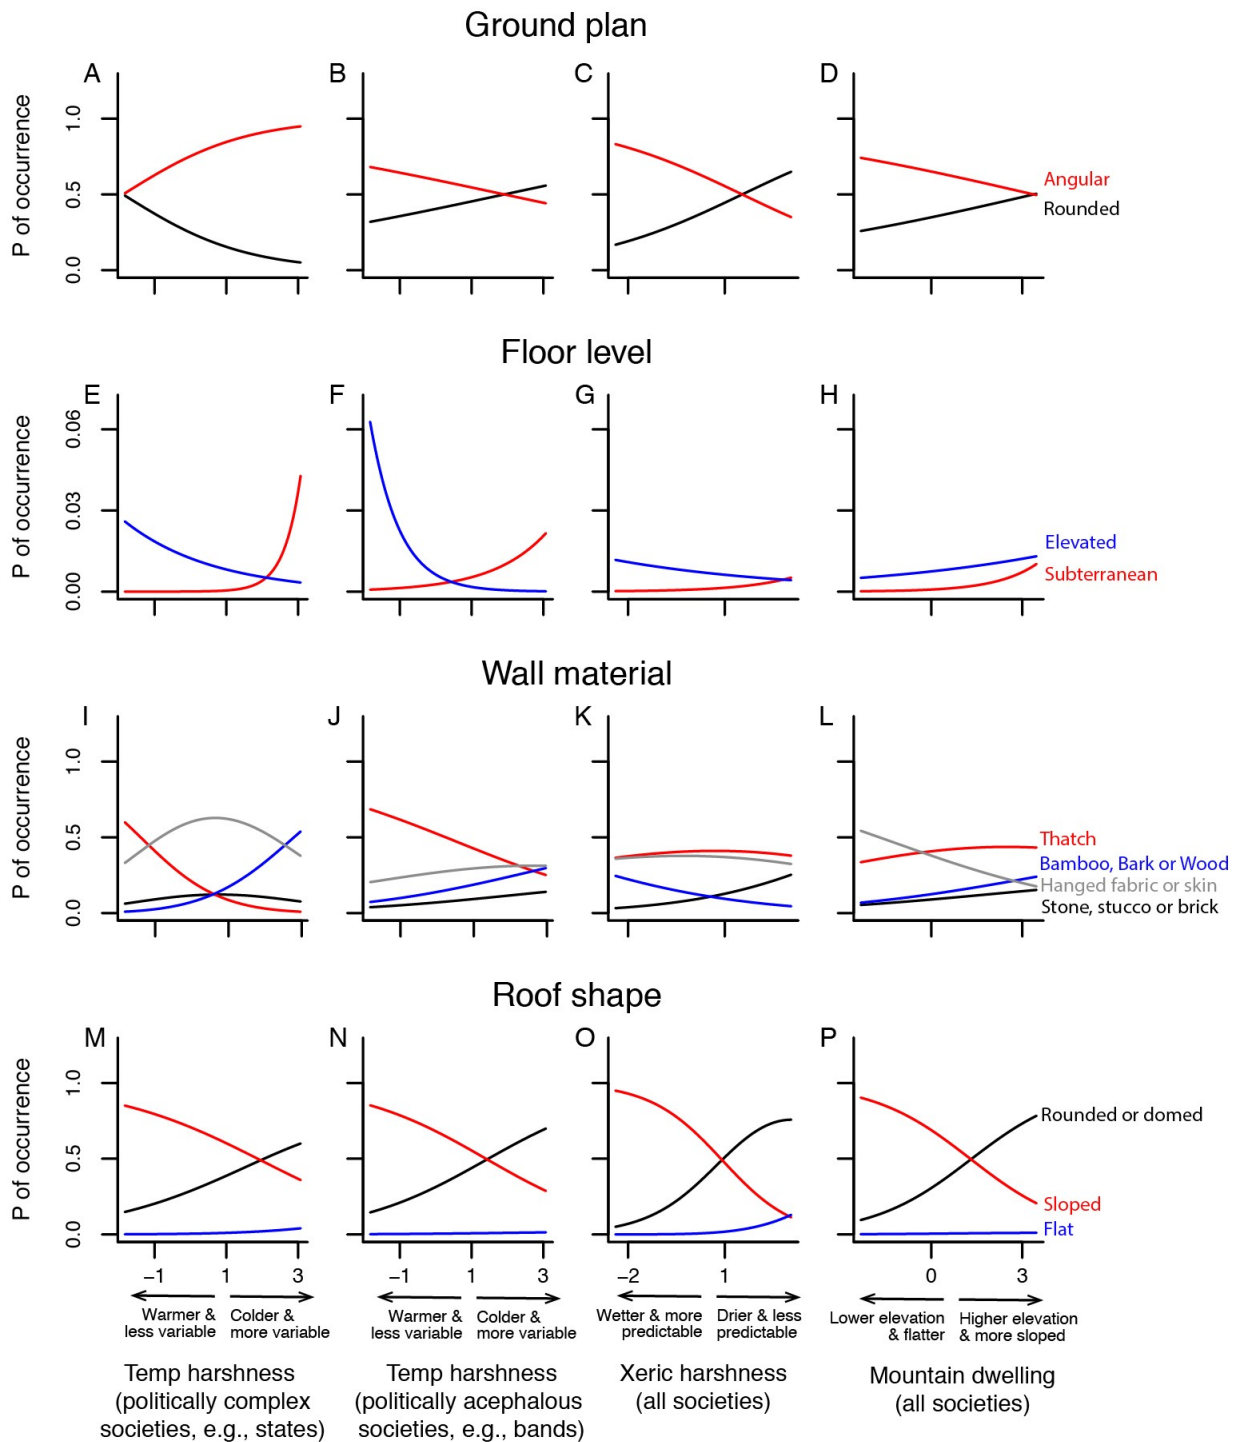 Ground plan
A
B
C
D
P of occurrence
1.0
0.5
0.0
Angular
Rounded
Floor level
E
F
G
H
P of occurrence
0.06
0.03
0.00
Elevated
Subterranean
Wall material
I
J
K
L
P of occurrence
1.0
0.5
0.0
Thatch
Bamboo, Bark or Wood
Hanged fabric or skin
Stone, stucco or brick
Roof shape
M
N
O
P
P of occurrence
1.0
0.5
0.0
Rounded or domed
Sloped
Flat
−1 1 3
−1 1 3
−2 1
0 3
Warmer &
less variable
Colder &
more variable
Warmer &
less variable
Colder &
more variable
Wetter & more
predictable
Drier & less
predictable
Lower elevation
& flatter
Higher elevation
& more sloped
Temp harshness
(politically complex
societies, e.g., states)
Temp harshness
(politically acephalous
societies, e.g., bands)
Xeric harshness
(all societies)
Mountain dwelling
(all societies)